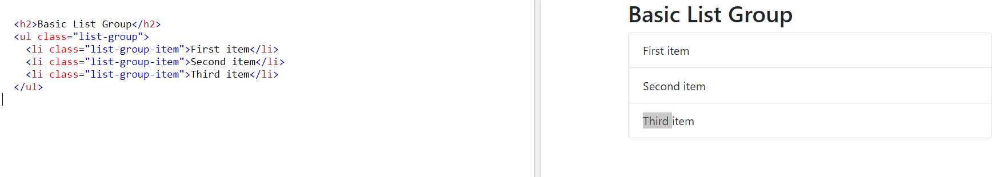 <h2>Basic List Group</h2>
<ul class="list-group">
  <li class="list-group-item">First item</li>
  <li class="list-group-item">Second item</li>
  <li class="list-group-item">Third item</li>
</ul>
Basic List Group
First item
Second item
Third item